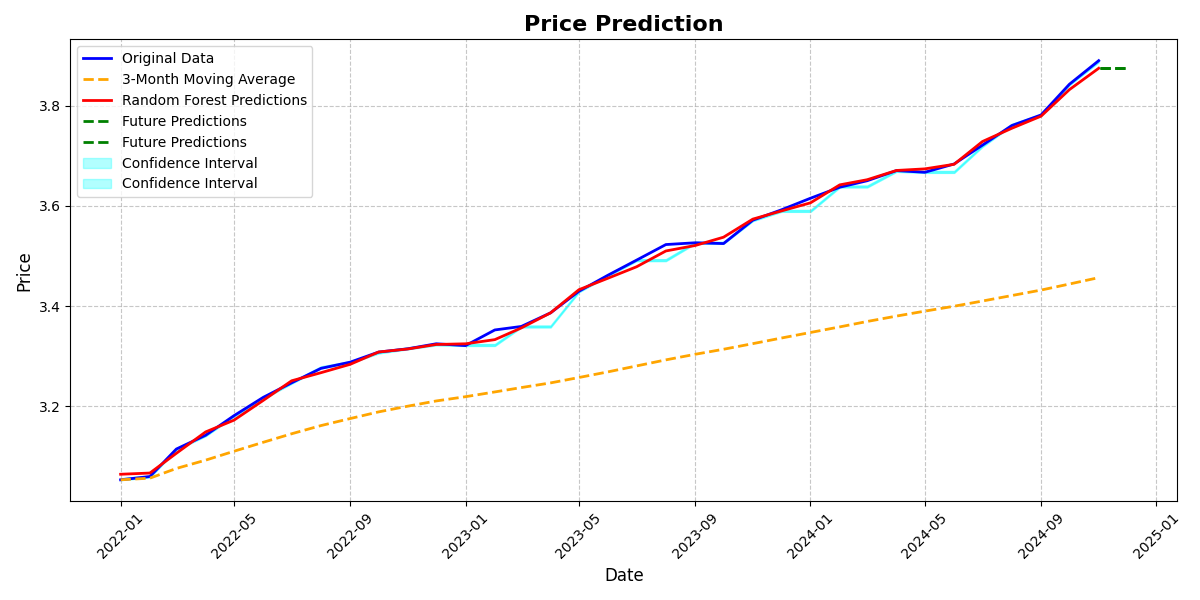 Price Prediction
Original Data
3-Month Moving Average
Random Forest Predictions
Future Predictions
Future Predictions
Confidence Interval
Confidence Interval
Price
3.8
3.6
3.4
3.2
2022-01
2022-05
2022-09
2023-01
2023-05
2023-09
2024-01
2024-05
2024-09
2025-01
Date